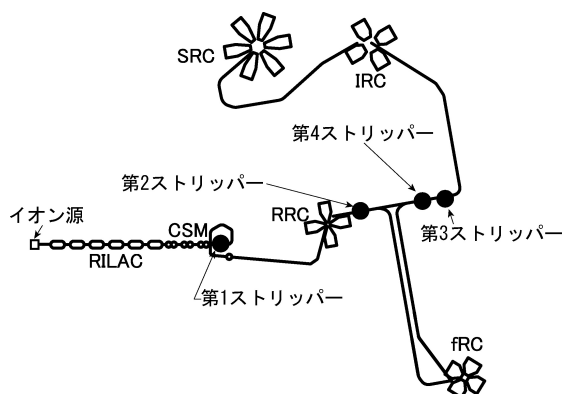 SRC
IRC
第4ストリッパー
第2ストリッパー
RRC
イオン源
CSM
第3ストリッパー
RILAC
第1ストリッパー
fRC